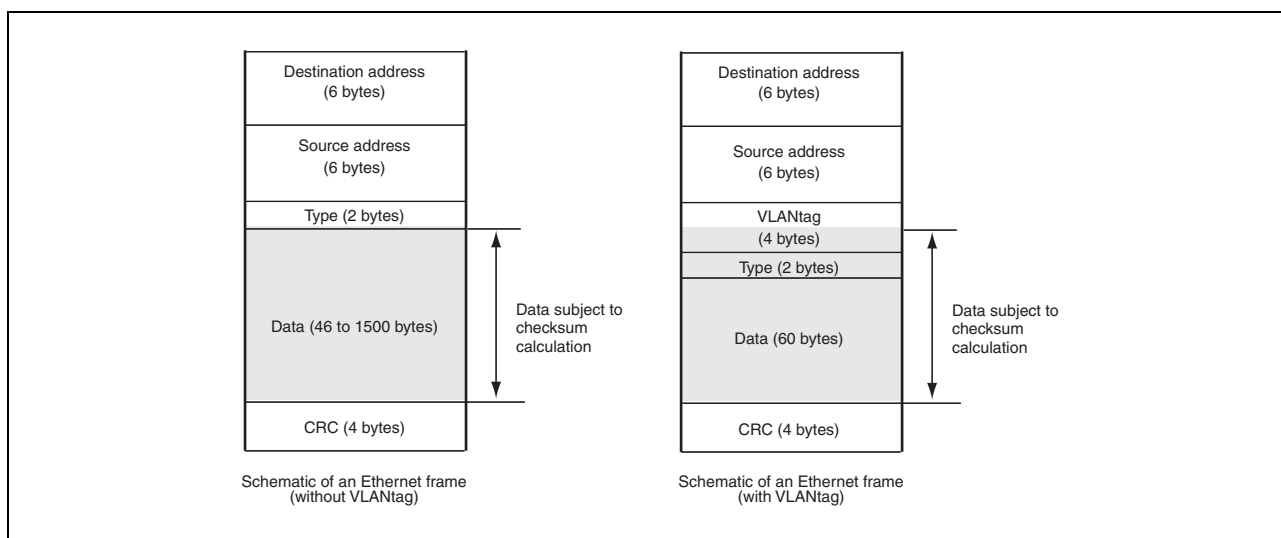 Destination address
(6 bytes)
Source address
(6 bytes)
Type (2 bytes)
Data (46 to 1500 bytes)
CRC (4 bytes)
Data subject to
checksum
calculation
Schematic of an Ethernet frame
(without VLANtag)
Destination address
(6 bytes)
Source address
(6 bytes)
VLANtag
(4 bytes)
Type (2 bytes)
Data (60 bytes)
CRC (4 bytes)
Data subject to
checksum
calculation
Schematic of an Ethernet frame
(with VLANtag)